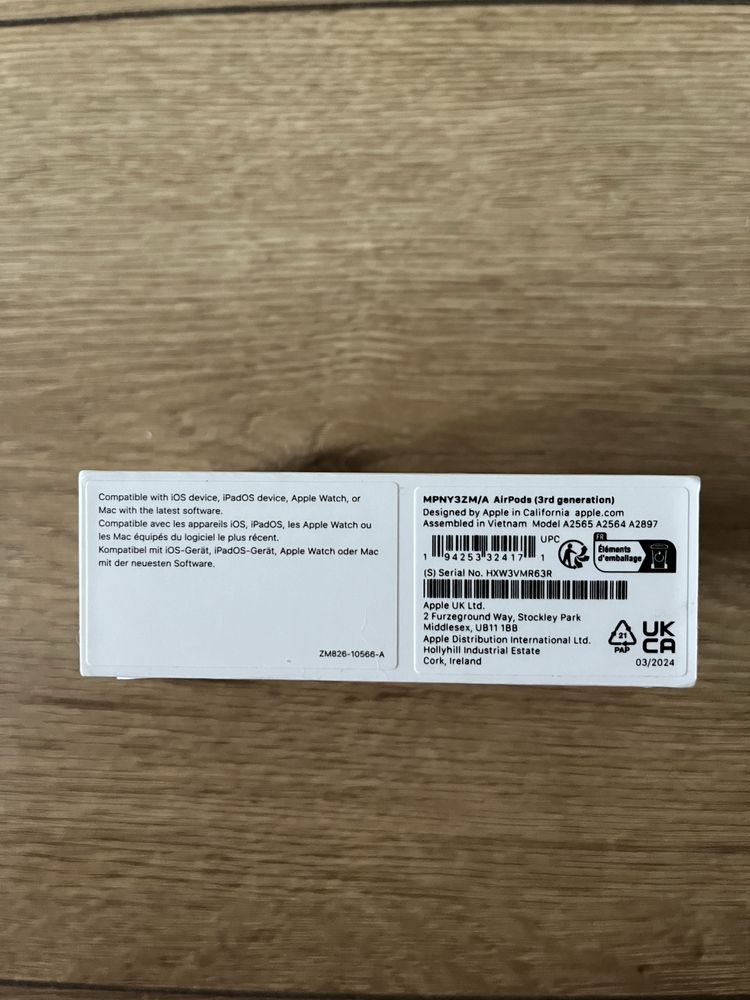 Compatible with iOS device, iPadOS device, Apple Watch, or
Mac with the latest software.
Compatible avec les appareils iOS, iPadOS, les Apple Watch ou
les Mac équipés du logiciel le plus récent.
Kompatibel mit iOS-Gerät, iPadOS-Gerät, Apple Watch oder Mac
mit der neuesten Software.
ZM826-10566-A
MPNY3ZM/A AirPods (3rd generation)
Designed by Apple in California apple.com
Assembled in Vietnam Model A2565 A2564 A2897
UPC
1 94253 32417 1
FR
Éléments
d'emballage
(S) Serial No. HXW3VMR63R
Apple UK Ltd.
2 Furzeground Way, Stockley Park
Middlesex, UB11 1BB
Apple Distribution International Ltd.
Hollyhill Industrial Estate
Cork, Ireland
21
PAP
UK
CA
03/2024